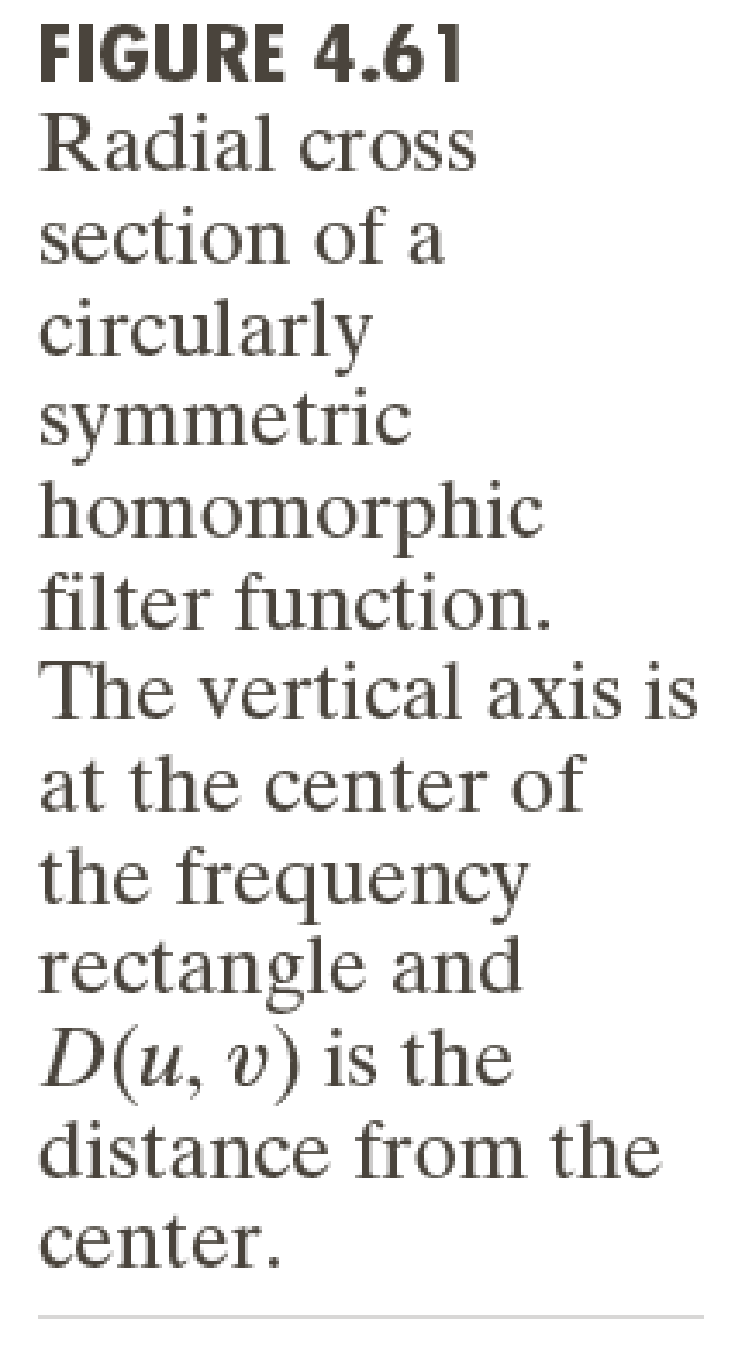 FIGURE 4.61
Radial cross
section of a
circularly
symmetric
homomorphic
filter function.
The vertical axis is
at the center of
the frequency
rectangle and
D(u, v) is the
distance from the
center.